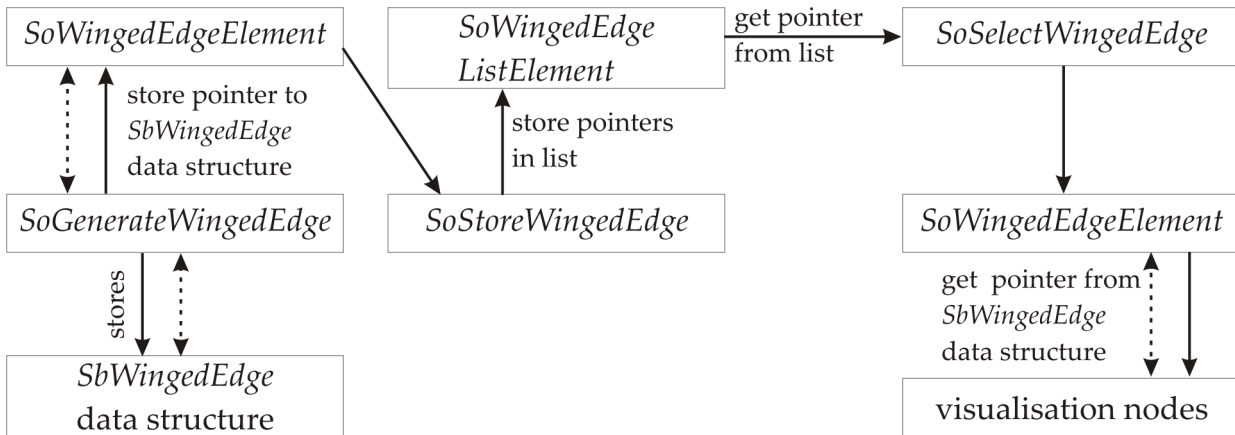 SoWingedEdgeElement
store pointer to
SbWingedEdge
data structure
SoGenerateWingedEdge
stores
SbWingedEdge
data structure
SoWingedEdge
ListElement
store pointers
in list
SoStoreWingedEdge
get pointer
from list
SoSelectWingedEdge
SoWingedEdgeElement
get pointer from
SbWingedEdge
data structure
visualisation nodes